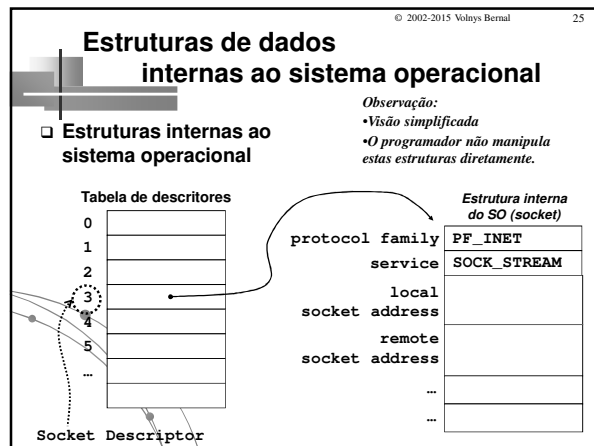 © 2002-2015 Volnys Bernal 25
Estruturas de dados
internas ao sistema operacional
Observação:
•Visão simplificada
•O programador não manipula
estas estruturas diretamente.
❑ Estruturas internas ao
sistema operacional
Tabela de descritores
0
1
2
3
4
5
...
Socket Descriptor
Estrutura interna
do SO (socket)
protocol family PF_INET
service SOCK_STREAM
local
socket address
remote
socket address
...
...